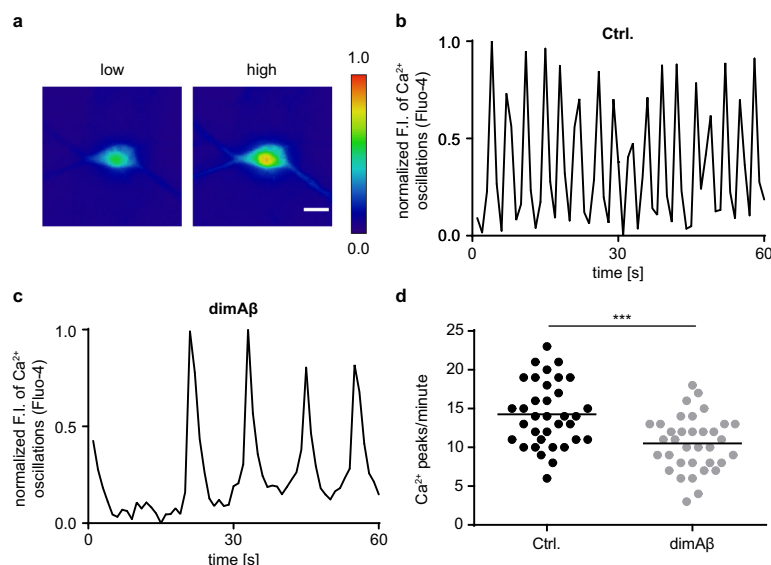 a
low
high
1.0
0.0
b
Ctrl.
normalized F.I. of Ca²⁺
oscillations (Fluo-4)
1.0
0.5
0.0
0
30
60
time [s]
c
dimAβ
normalized F.I. of Ca²⁺
oscillations (Fluo-4)
1.0
0.5
0.0
0
30
60
time [s]
d
***
Ca²⁺ peaks/minute
25
20
15
10
5
0
Ctrl.
dimAβ